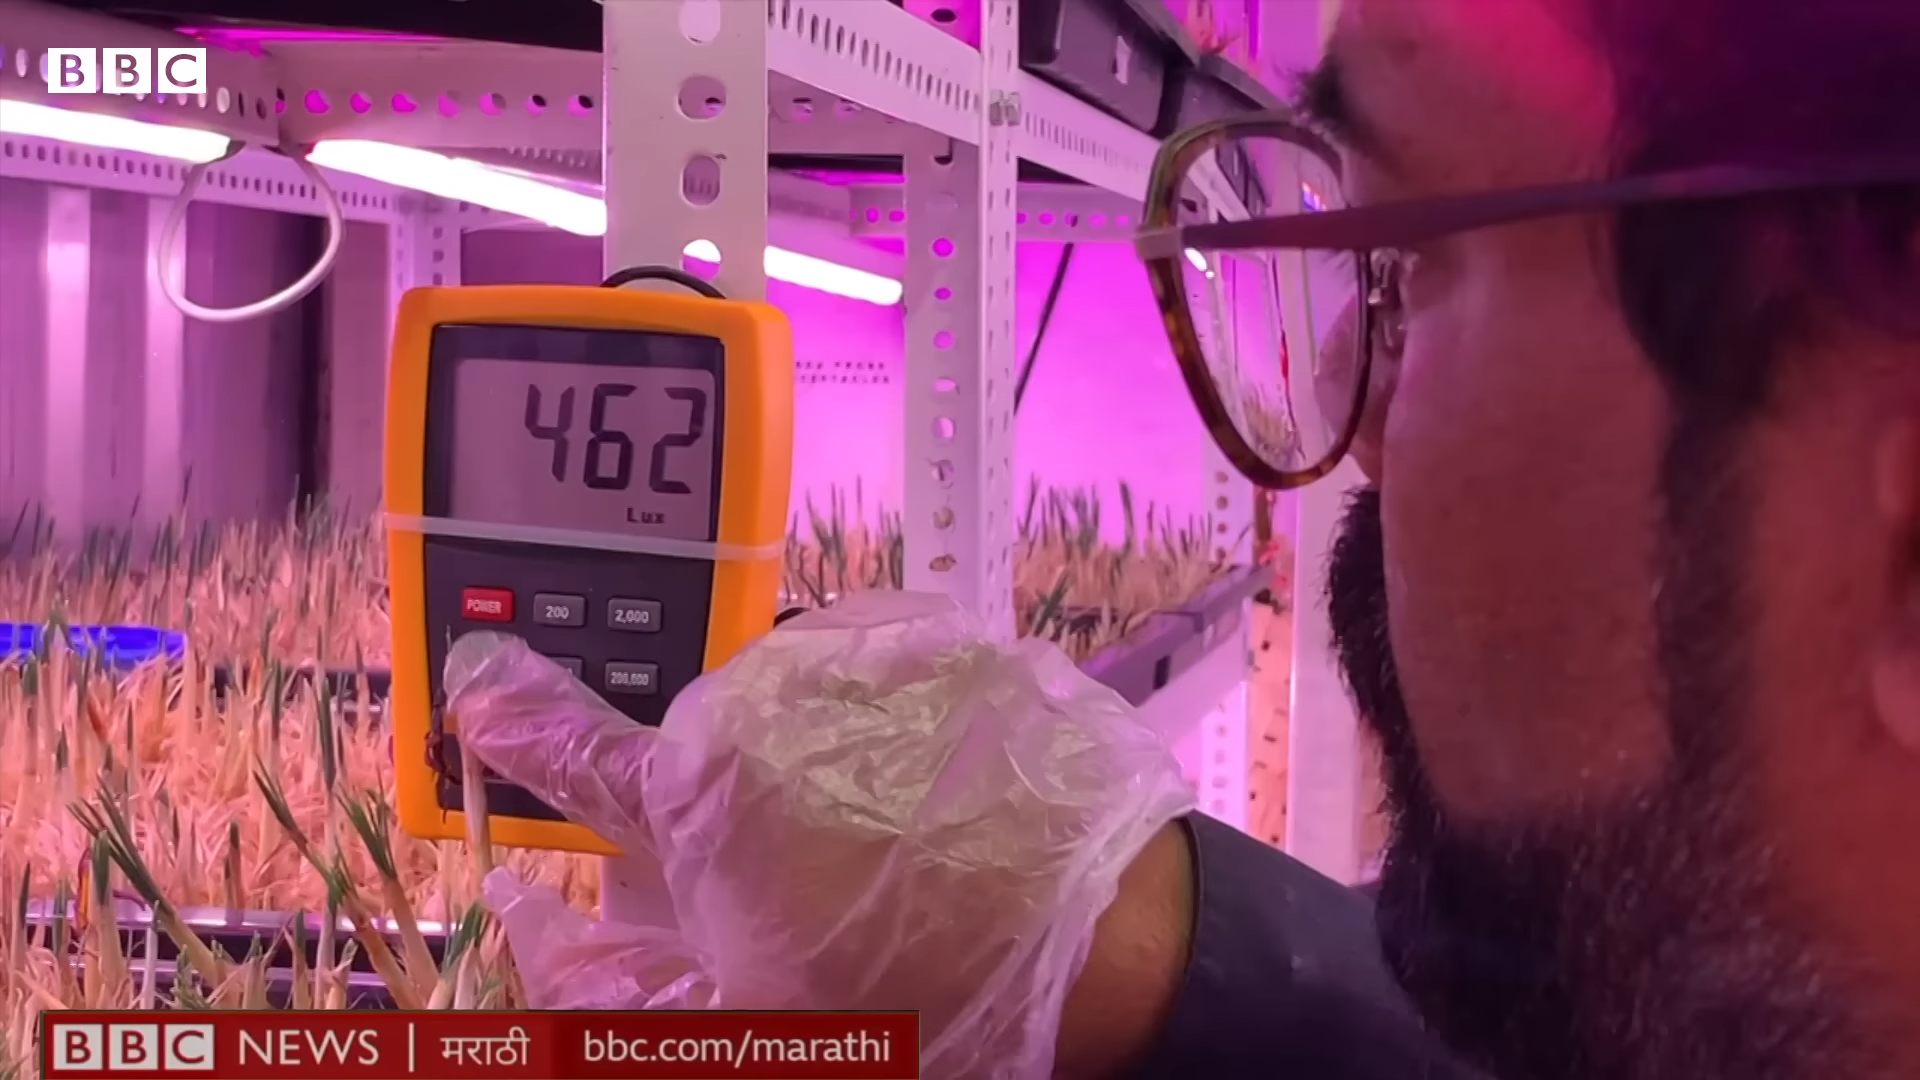 BBC
462
Lux
POWER 200 2,000
200,000
BBC NEWS | मराठी bbc.com/marathi